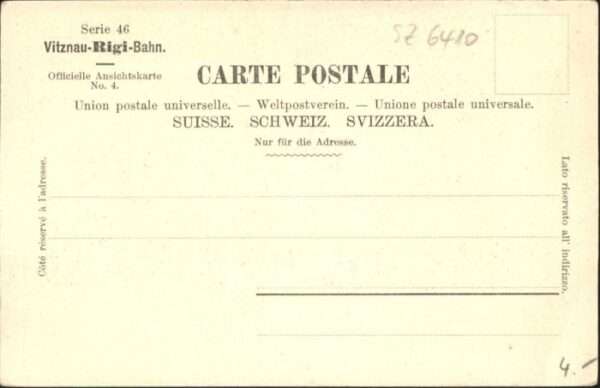 Serie 46
Vitznau-Rigi-Bahn.
Officielle Ansichtskarte
No. 4.
SZ 6410
CARTE POSTALE
Union postale universelle. — Weltpostverein. — Unione postale universale.
SUISSE. SCHWEIZ. SVIZZERA.
Nur für die Adresse.
Côté réservé à l'adresse.
Lato riservato all' indirizzo.
4.-